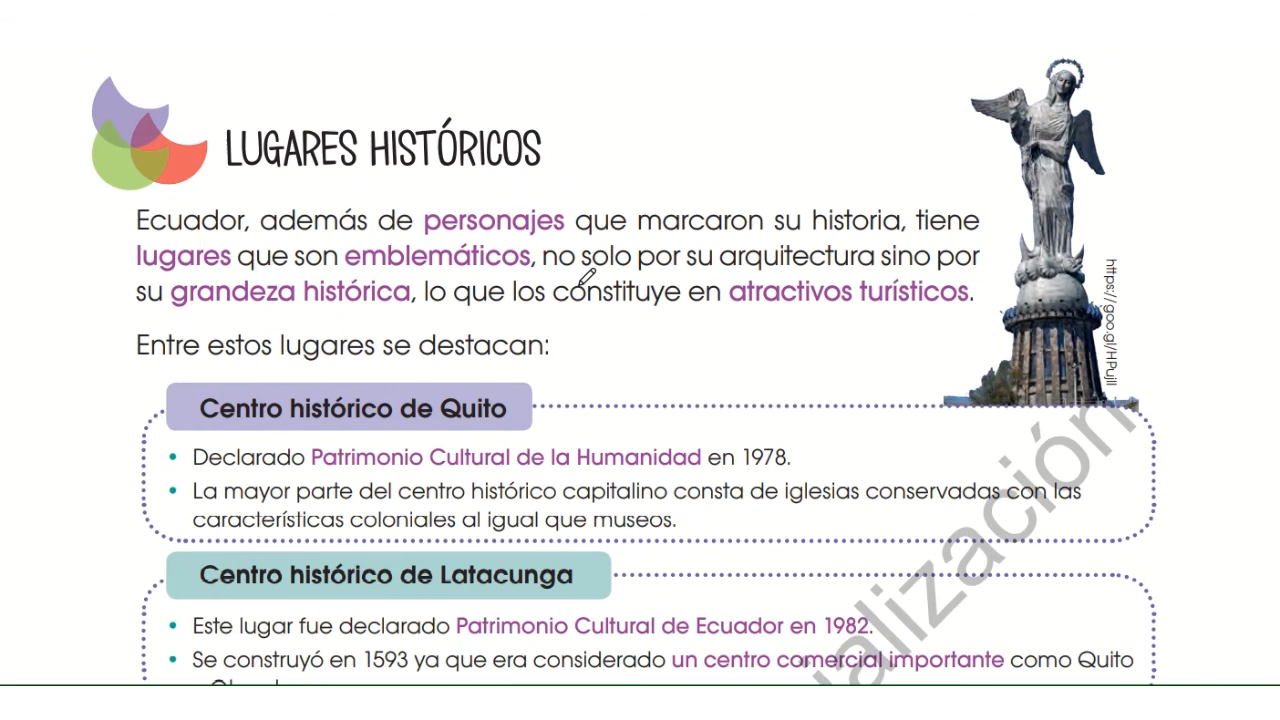 LUGARES HISTÓRICOS
Ecuador, además de personajes que marcaron su historia, tiene
lugares que son emblemáticos, no solo por su arquitectura sino por
su grandeza histórica, lo que los constituye en atractivos turísticos.
https://goo.gl/HPujlI
Entre estos lugares se destacan:
Centro histórico de Quito
• Declarado Patrimonio Cultural de la Humanidad en 1978.
• La mayor parte del centro histórico capitalino consta de iglesias conservadas con las
características coloniales al igual que museos.
Centro histórico de Latacunga
• Este lugar fue declarado Patrimonio Cultural de Ecuador en 1982.
• Se construyó en 1593 ya que era considerado un centro comercial importante como Quito
alización